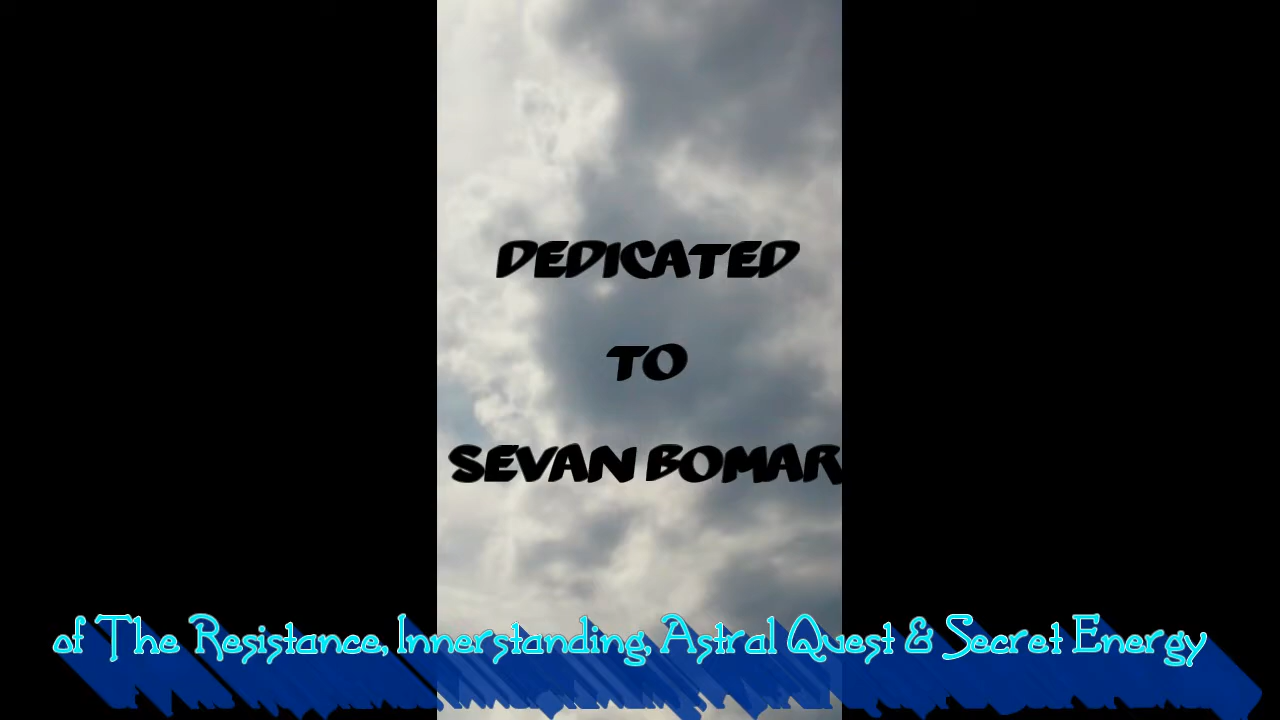 DEDICATED
TO
SEVAN BOMAR
of The Resistance, Innerstanding, Astral Quest & Secret Energy